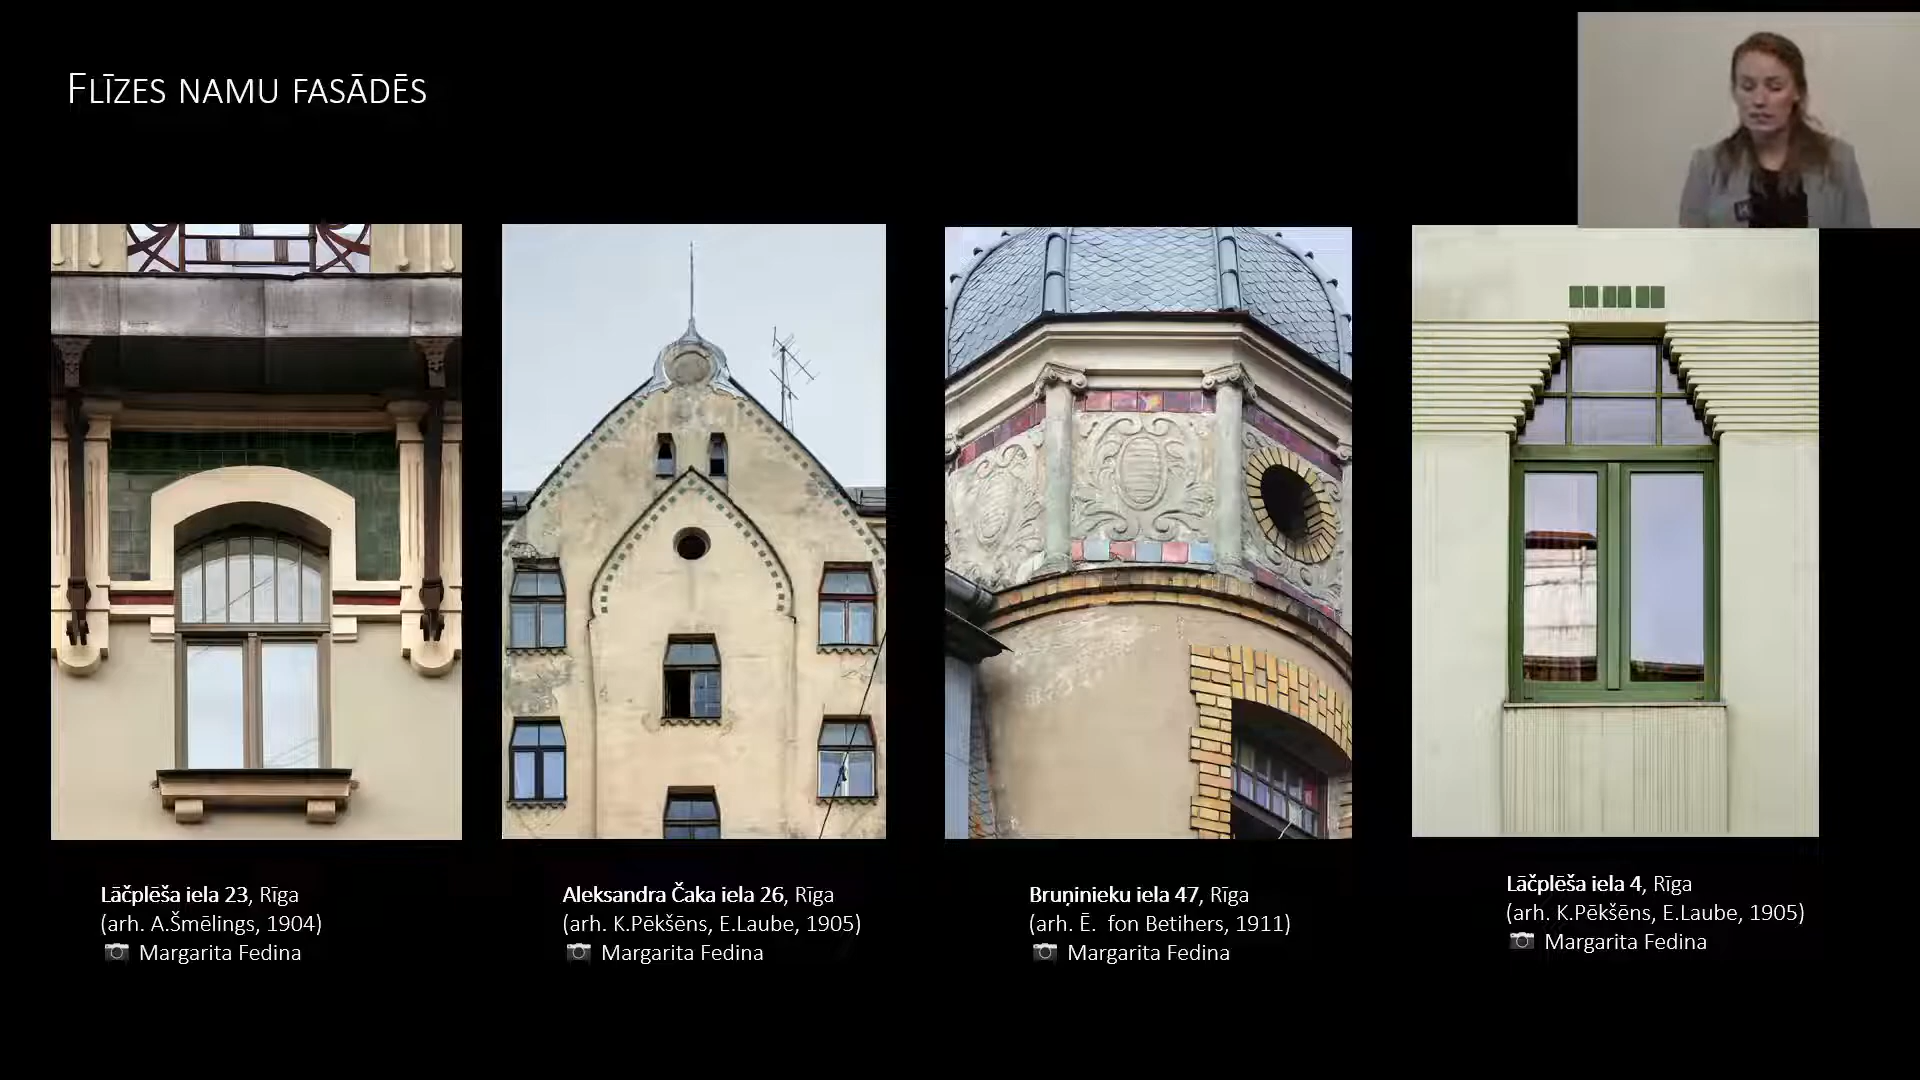 FLĪZES NAMU FASĀDĒS
Lāčplēša iela 23, Rīga
(arh. A.Šmēlings, 1904)
Margarita Fedina
Aleksandra Čaka iela 26, Rīga
(arh. K.Pēkšēns, E.Laube, 1905)
Margarita Fedina
Bruņinieku iela 47, Rīga
(arh. Ē. fon Betihers, 1911)
Margarita Fedina
Lāčplēša iela 4, Rīga
(arh. K.Pēkšēns, E.Laube, 1905)
Margarita Fedina